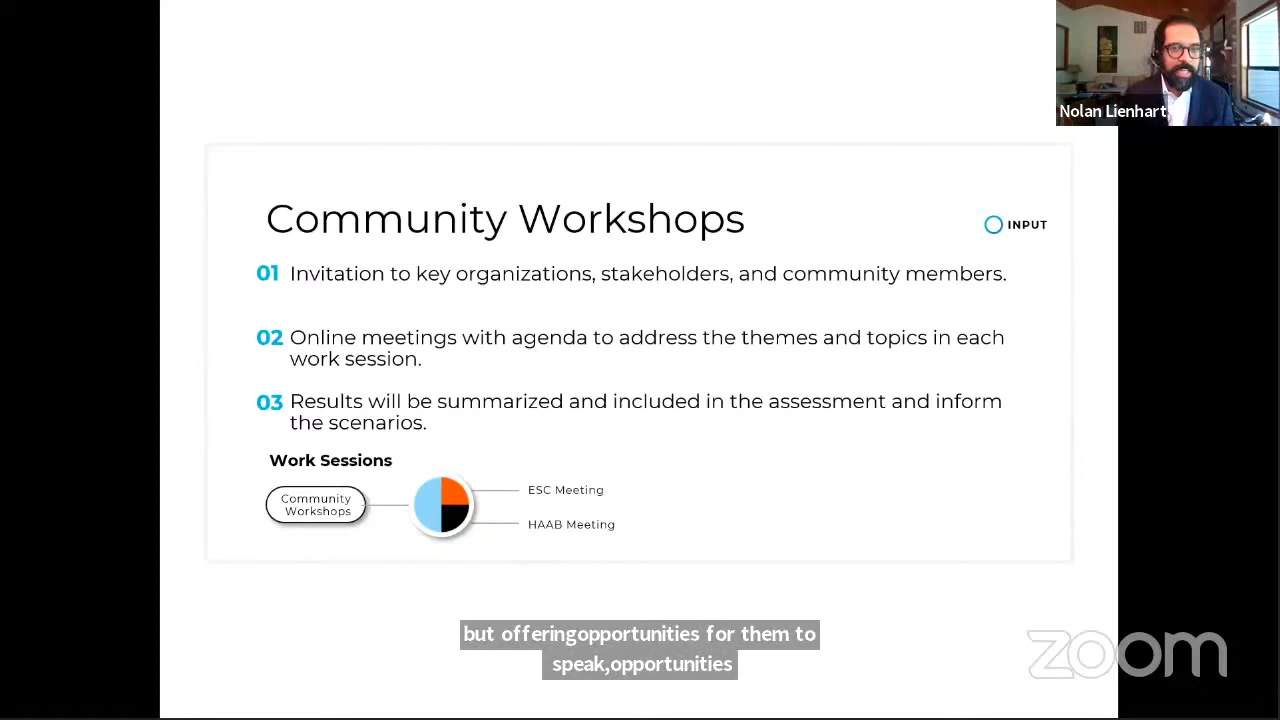 Nolan Lienhart
Community Workshops
INPUT
01 Invitation to key organizations, stakeholders, and community members.
02 Online meetings with agenda to address the themes and topics in each
work session.
03 Results will be summarized and included in the assessment and inform
the scenarios.
Work Sessions
Community
Workshops
ESC Meeting
HAAB Meeting
but offeringopportunities for them to
speak,opportunities
zoom